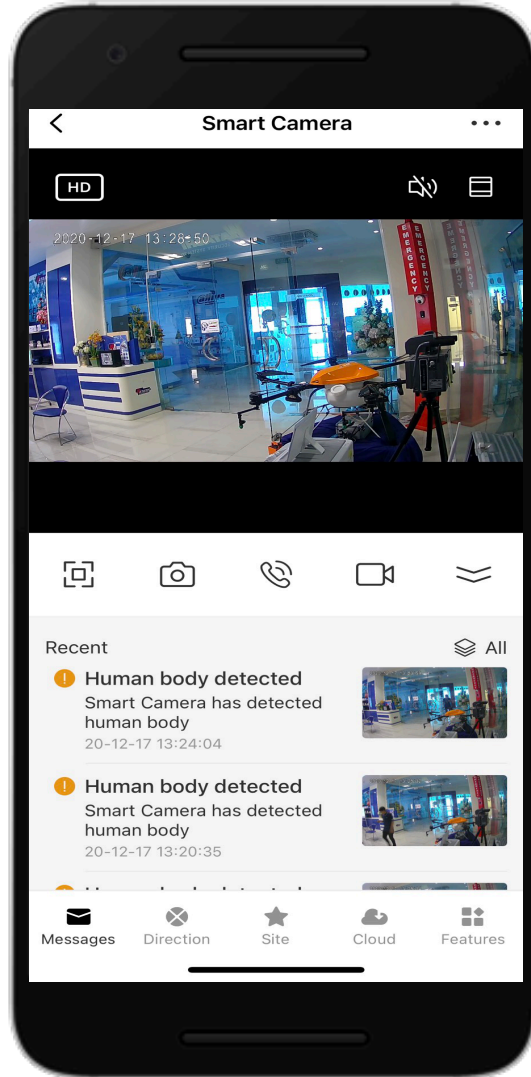 Smart Camera
HD
2020-12-17 13:28:50
EMERGENCY
EMERGENCY
EMERGENCY
Recent
All
Human body detected
Smart Camera has detected
human body
20-12-17 13:24:04
Human body detected
Smart Camera has detected
human body
20-12-17 13:20:35
Messages
Direction
Site
Cloud
Features